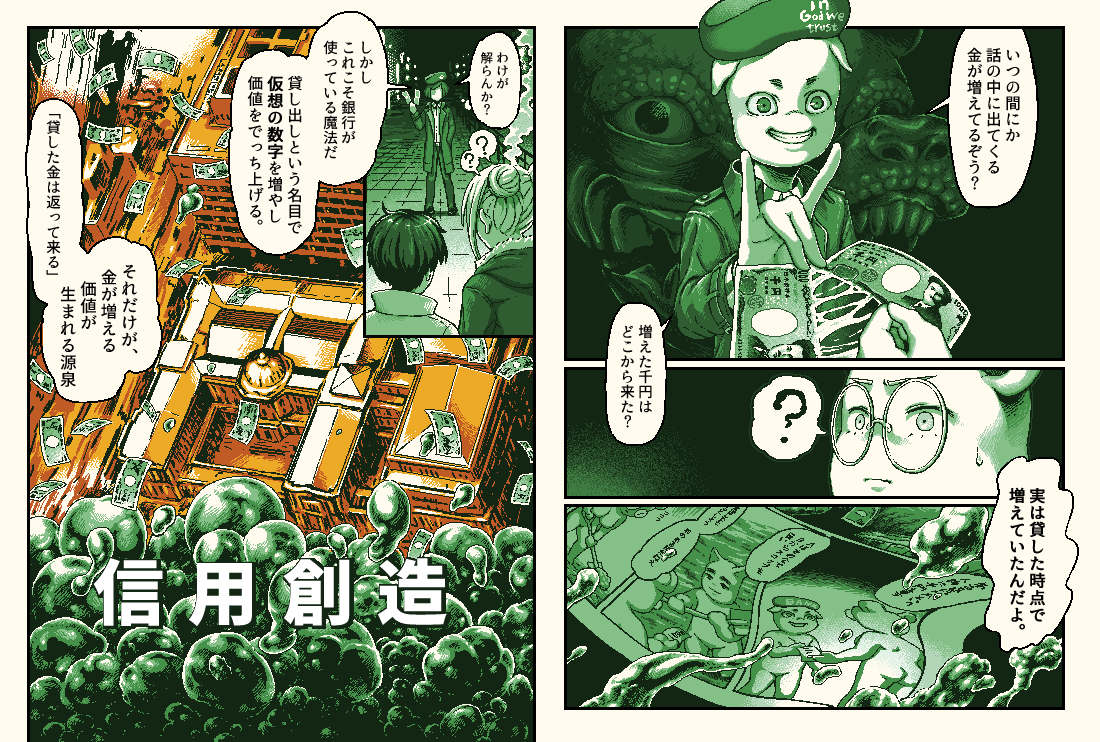 in
God we
trust
いつの間にか
話の中に出てくる
金が増えてるぞう？
千円
千円
増えた千円は
どこから来た？
?
実は貸した時点で
増えていたんだよ。
わけが
解らんか？
?
?
しかし
これこそ銀行が
使っている魔法だ
貸し出しという名目で
仮想の数字を増やし
価値をでっち上げる。
「貸した金は返って来る」
それだけが、
金が増える
価値が
生まれる源泉
信用創造